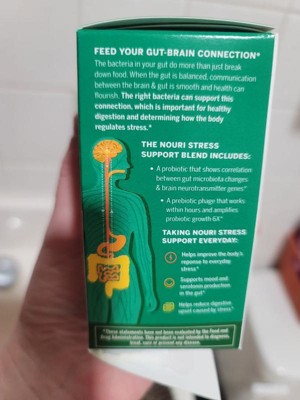 FEED YOUR GUT-BRAIN CONNECTION*
The bacteria in your gut do more than just break
down food. When the gut is balanced, communication
between the brain & gut is smooth and health can
flourish. The right bacteria can support this
connection, which is important for healthy
digestion and determining how the body
regulates stress.*
THE NOURI STRESS
SUPPORT BLEND INCLUDES:
• A probiotic that shows correlation
between gut microbiota changes
& brain neurotransmitter genes*
• A probiotic phage that works
within hours and amplifies
probiotic growth 6X*
TAKING NOURI STRESS
SUPPORT EVERYDAY:
Helps improve the body's
reponse to everyday
stress*
Supports mood and
serotonin production
in the gut*
Helps reduce digestive
upset caused by stress*
*These statements have not been evaluated by the Food and
Drug Administration. This product is not intended to diagnose,
treat, cure or prevent any disease.